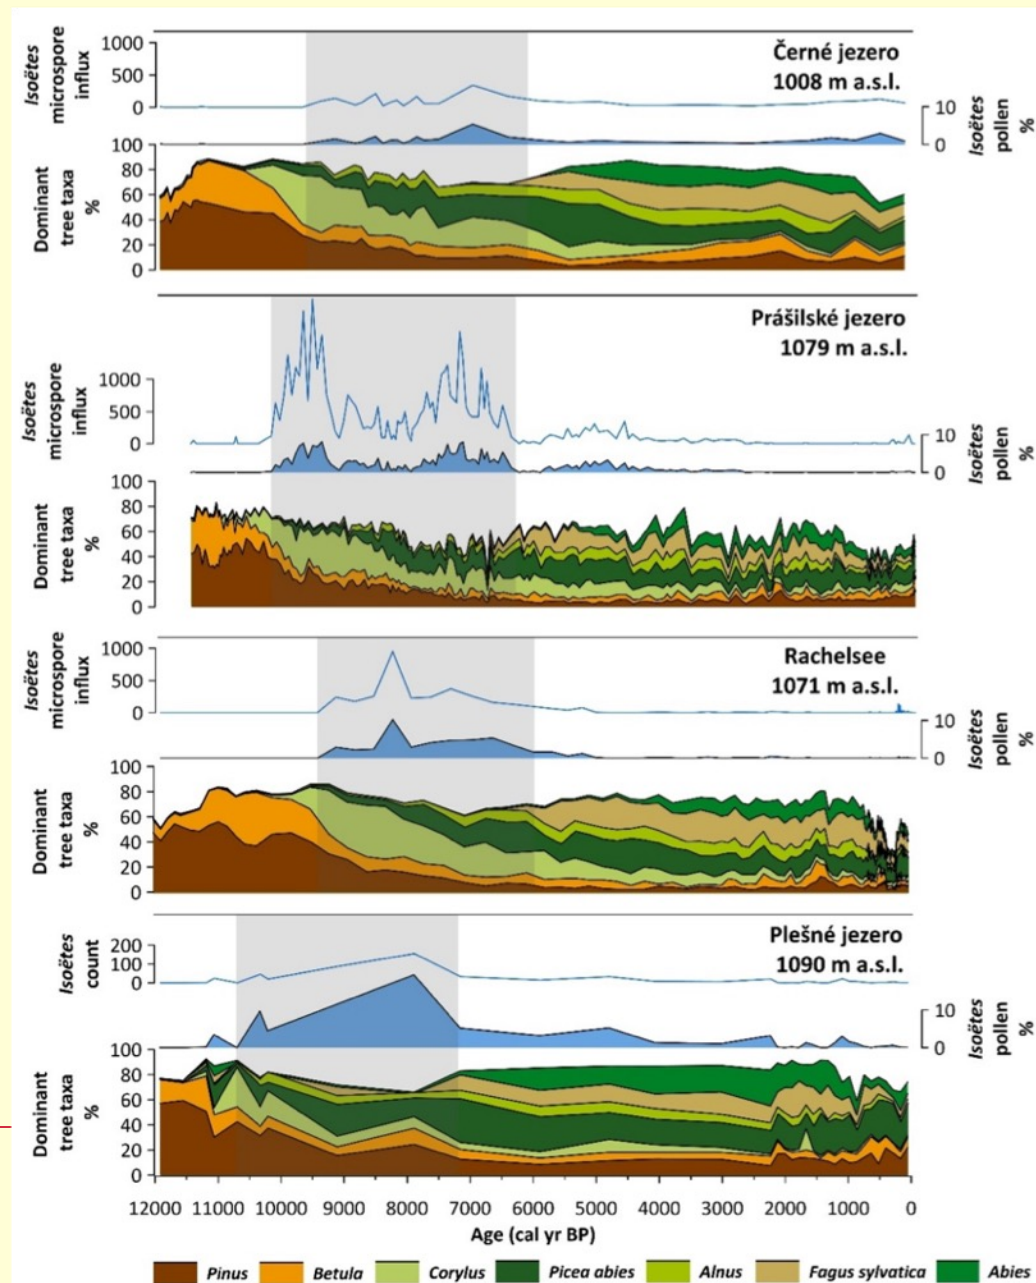 Isoëtes
microspore
influx
1000
500
0
Černé jezero
1008 m a.s.l.
10
0
Isoëtes
pollen
%
Dominant
tree taxa
%
100
80
60
40
20
0
Prášilské jezero
1079 m a.s.l.
Isoëtes
microspore
influx
1000
500
0
10
0
Isoëtes
pollen
%
Dominant
tree taxa
%
100
80
60
40
20
0
Rachelsee
1071 m a.s.l.
Isoëtes
microspore
influx
1000
500
0
10
0
Isoëtes
pollen
%
Dominant
tree taxa
%
100
80
60
40
20
0
Plešné jezero
1090 m a.s.l.
Isoëtes
count
200
100
0
10
0
Isoëtes
pollen
%
Dominant
tree taxa
%
100
80
60
40
20
0
12000 11000 10000 9000 8000 7000 6000 5000 4000 3000 2000 1000 0
Age (cal yr BP)
Pinus Betula Corylus Picea abies Alnus Fagus sylvatica Abies